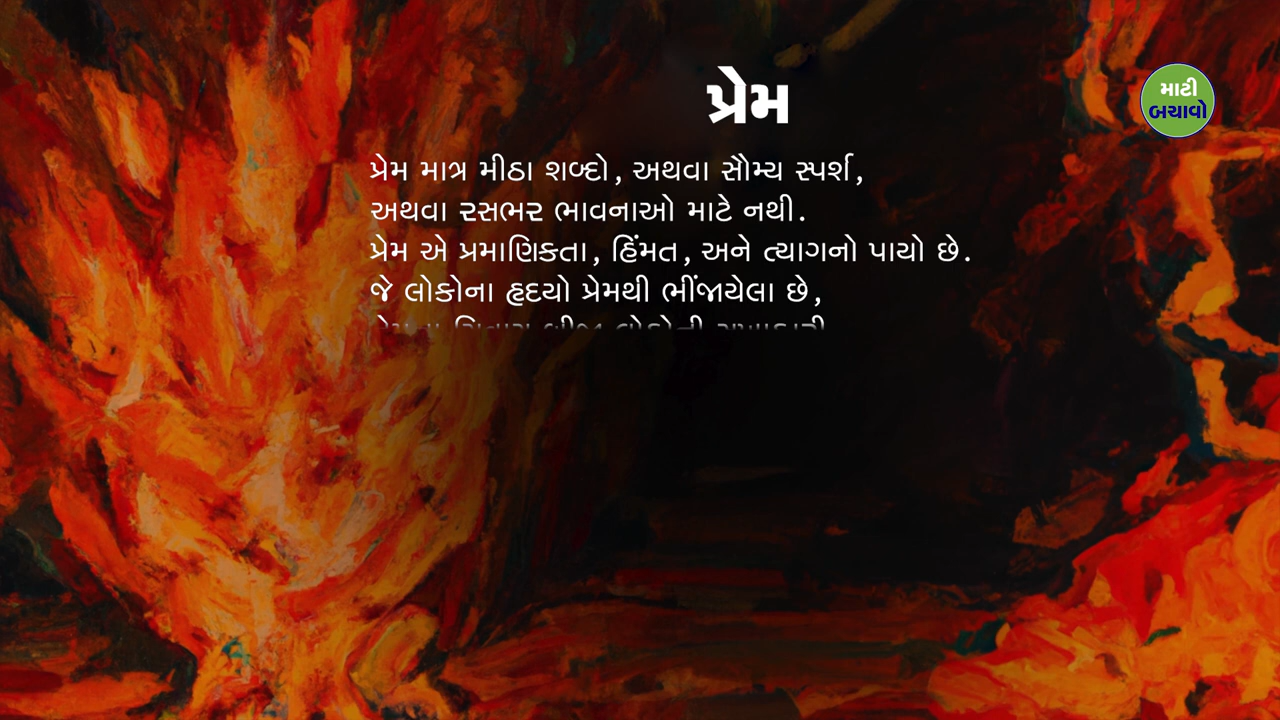 પ્રેમ
માટી
બચાવો
પ્રેમ માત્ર મીઠા શબ્દો, અથવા સૌમ્ય સ્પર્શ,
અથવા રસભર ભાવનાઓ માટે નથી.
પ્રેમ એ પ્રમાણિકતા, હિંમત, અને ત્યાગનો પાયો છે.
જે લોકોના હૃદયો પ્રેમથી ભીંજાયેલા છે,